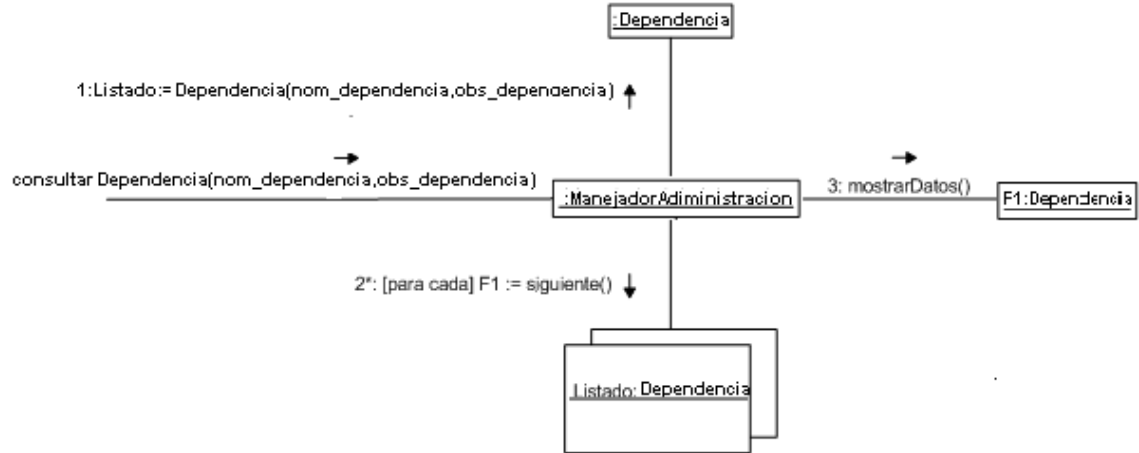 :Dependencia
1:Listado:= Dependencia(nom_dependencia,obs_dependencia)
consultar Dependencia(nom_dependencia,obs_dependencia)
:ManejadorAdiministracion
3: mostrarDatos()
F1:Dependencia
2*: [para cada] F1 := siguiente()
Listado: Dependencia